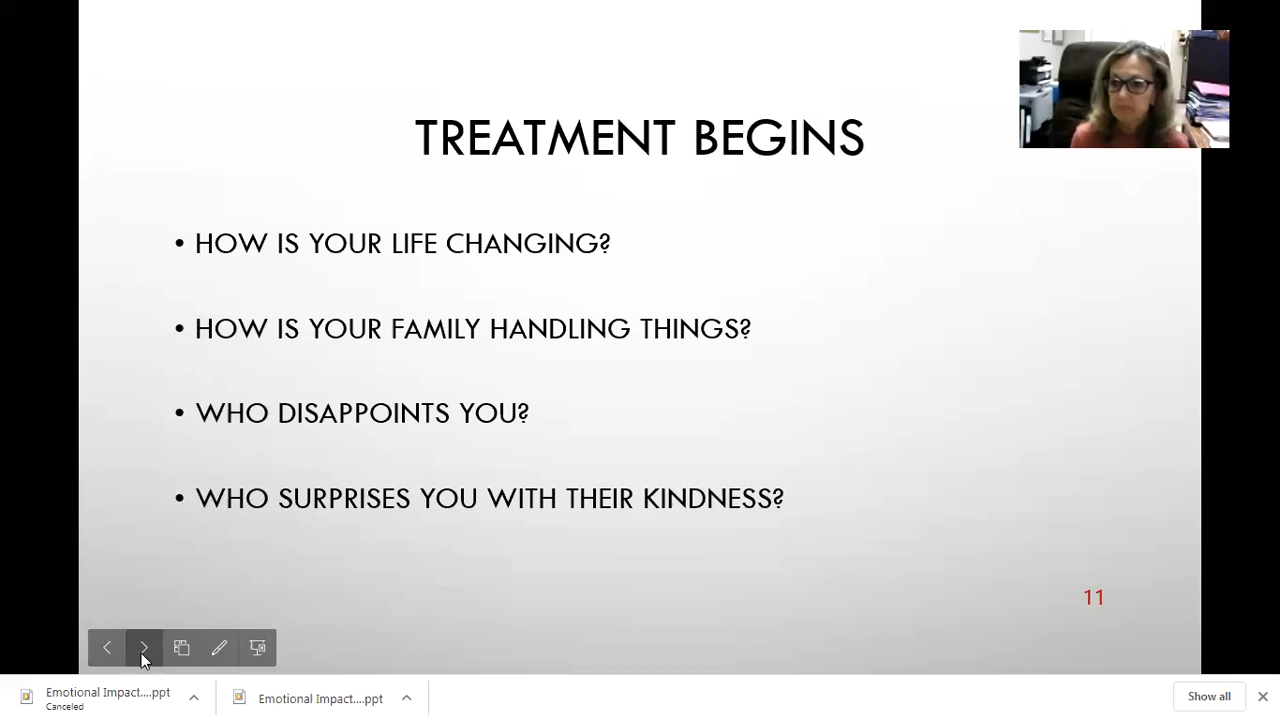 TREATMENT BEGINS
• HOW IS YOUR LIFE CHANGING?
• HOW IS YOUR FAMILY HANDLING THINGS?
• WHO DISAPPOINTS YOU?
• WHO SURPRISES YOU WITH THEIR KINDNESS?
11
Emotional Impact....ppt
Canceled
Emotional Impact....ppt
Show all